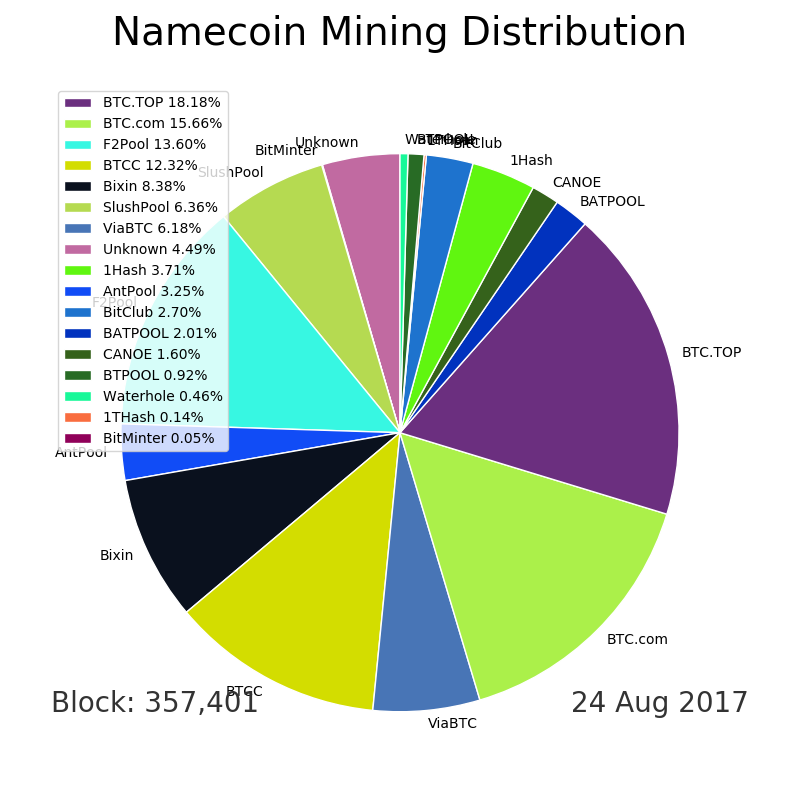 Namecoin Mining Distribution
BTC.TOP 18.18%
BTC.com 15.66%
F2Pool 13.60%
BTCC 12.32%
Bixin 8.38%
SlushPool 6.36%
ViaBTC 6.18%
Unknown 4.49%
1Hash 3.71%
AntPool 3.25%
BitClub 2.70%
BATPOOL 2.01%
CANOE 1.60%
BTPOOL 0.92%
Waterhole 0.46%
1THash 0.14%
BitMinter 0.05%
Waterhole
BTPOOL
1THash
BitClub
1Hash
CANOE
BATPOOL
BTC.TOP
BTC.com
ViaBTC
BTCC
Bixin
AntPool
F2Pool
SlushPool
BitMinter
Unknown
Block: 357,401
24 Aug 2017